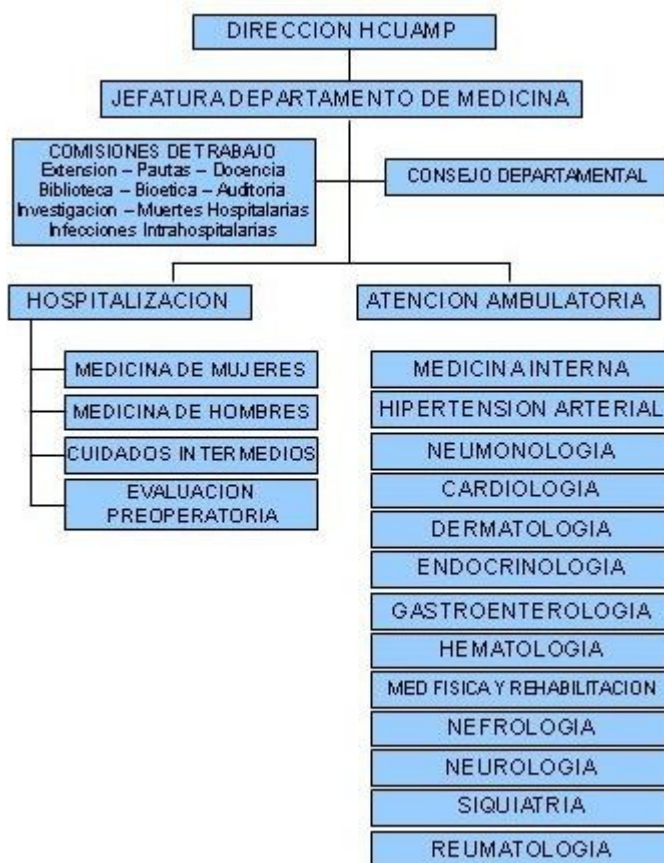 DIRECCION HCUAMP
JEFATURA DEPARTAMENTO DE MEDICINA
COMISIONES DE TRABAJO
Extension – Pautas – Docencia
Biblioteca – Bioetica – Auditoria
Investigacion – Muertes Hospitalarias
Infecciones Intrahospitalarias
CONSEJO DEPARTAMENTAL
HOSPITALIZACION
MEDICINA DE MUJERES
MEDICINA DE HOMBRES
CUIDADOS INTERMEDIOS
EVALUACION
PREOPERATORIA
ATENCION AMBULATORIA
MEDICINA INTERNA
HIPERTENSION ARTERIAL
NEUMONOLOGIA
CARDIOLOGIA
DERMATOLOGIA
ENDOCRINOLOGIA
GASTROENTEROLOGIA
HEMATOLOGIA
MED FISICA Y REHABILITACION
NEFROLOGIA
NEUROLOGIA
SIQUIATRIA
REUMATOLOGIA